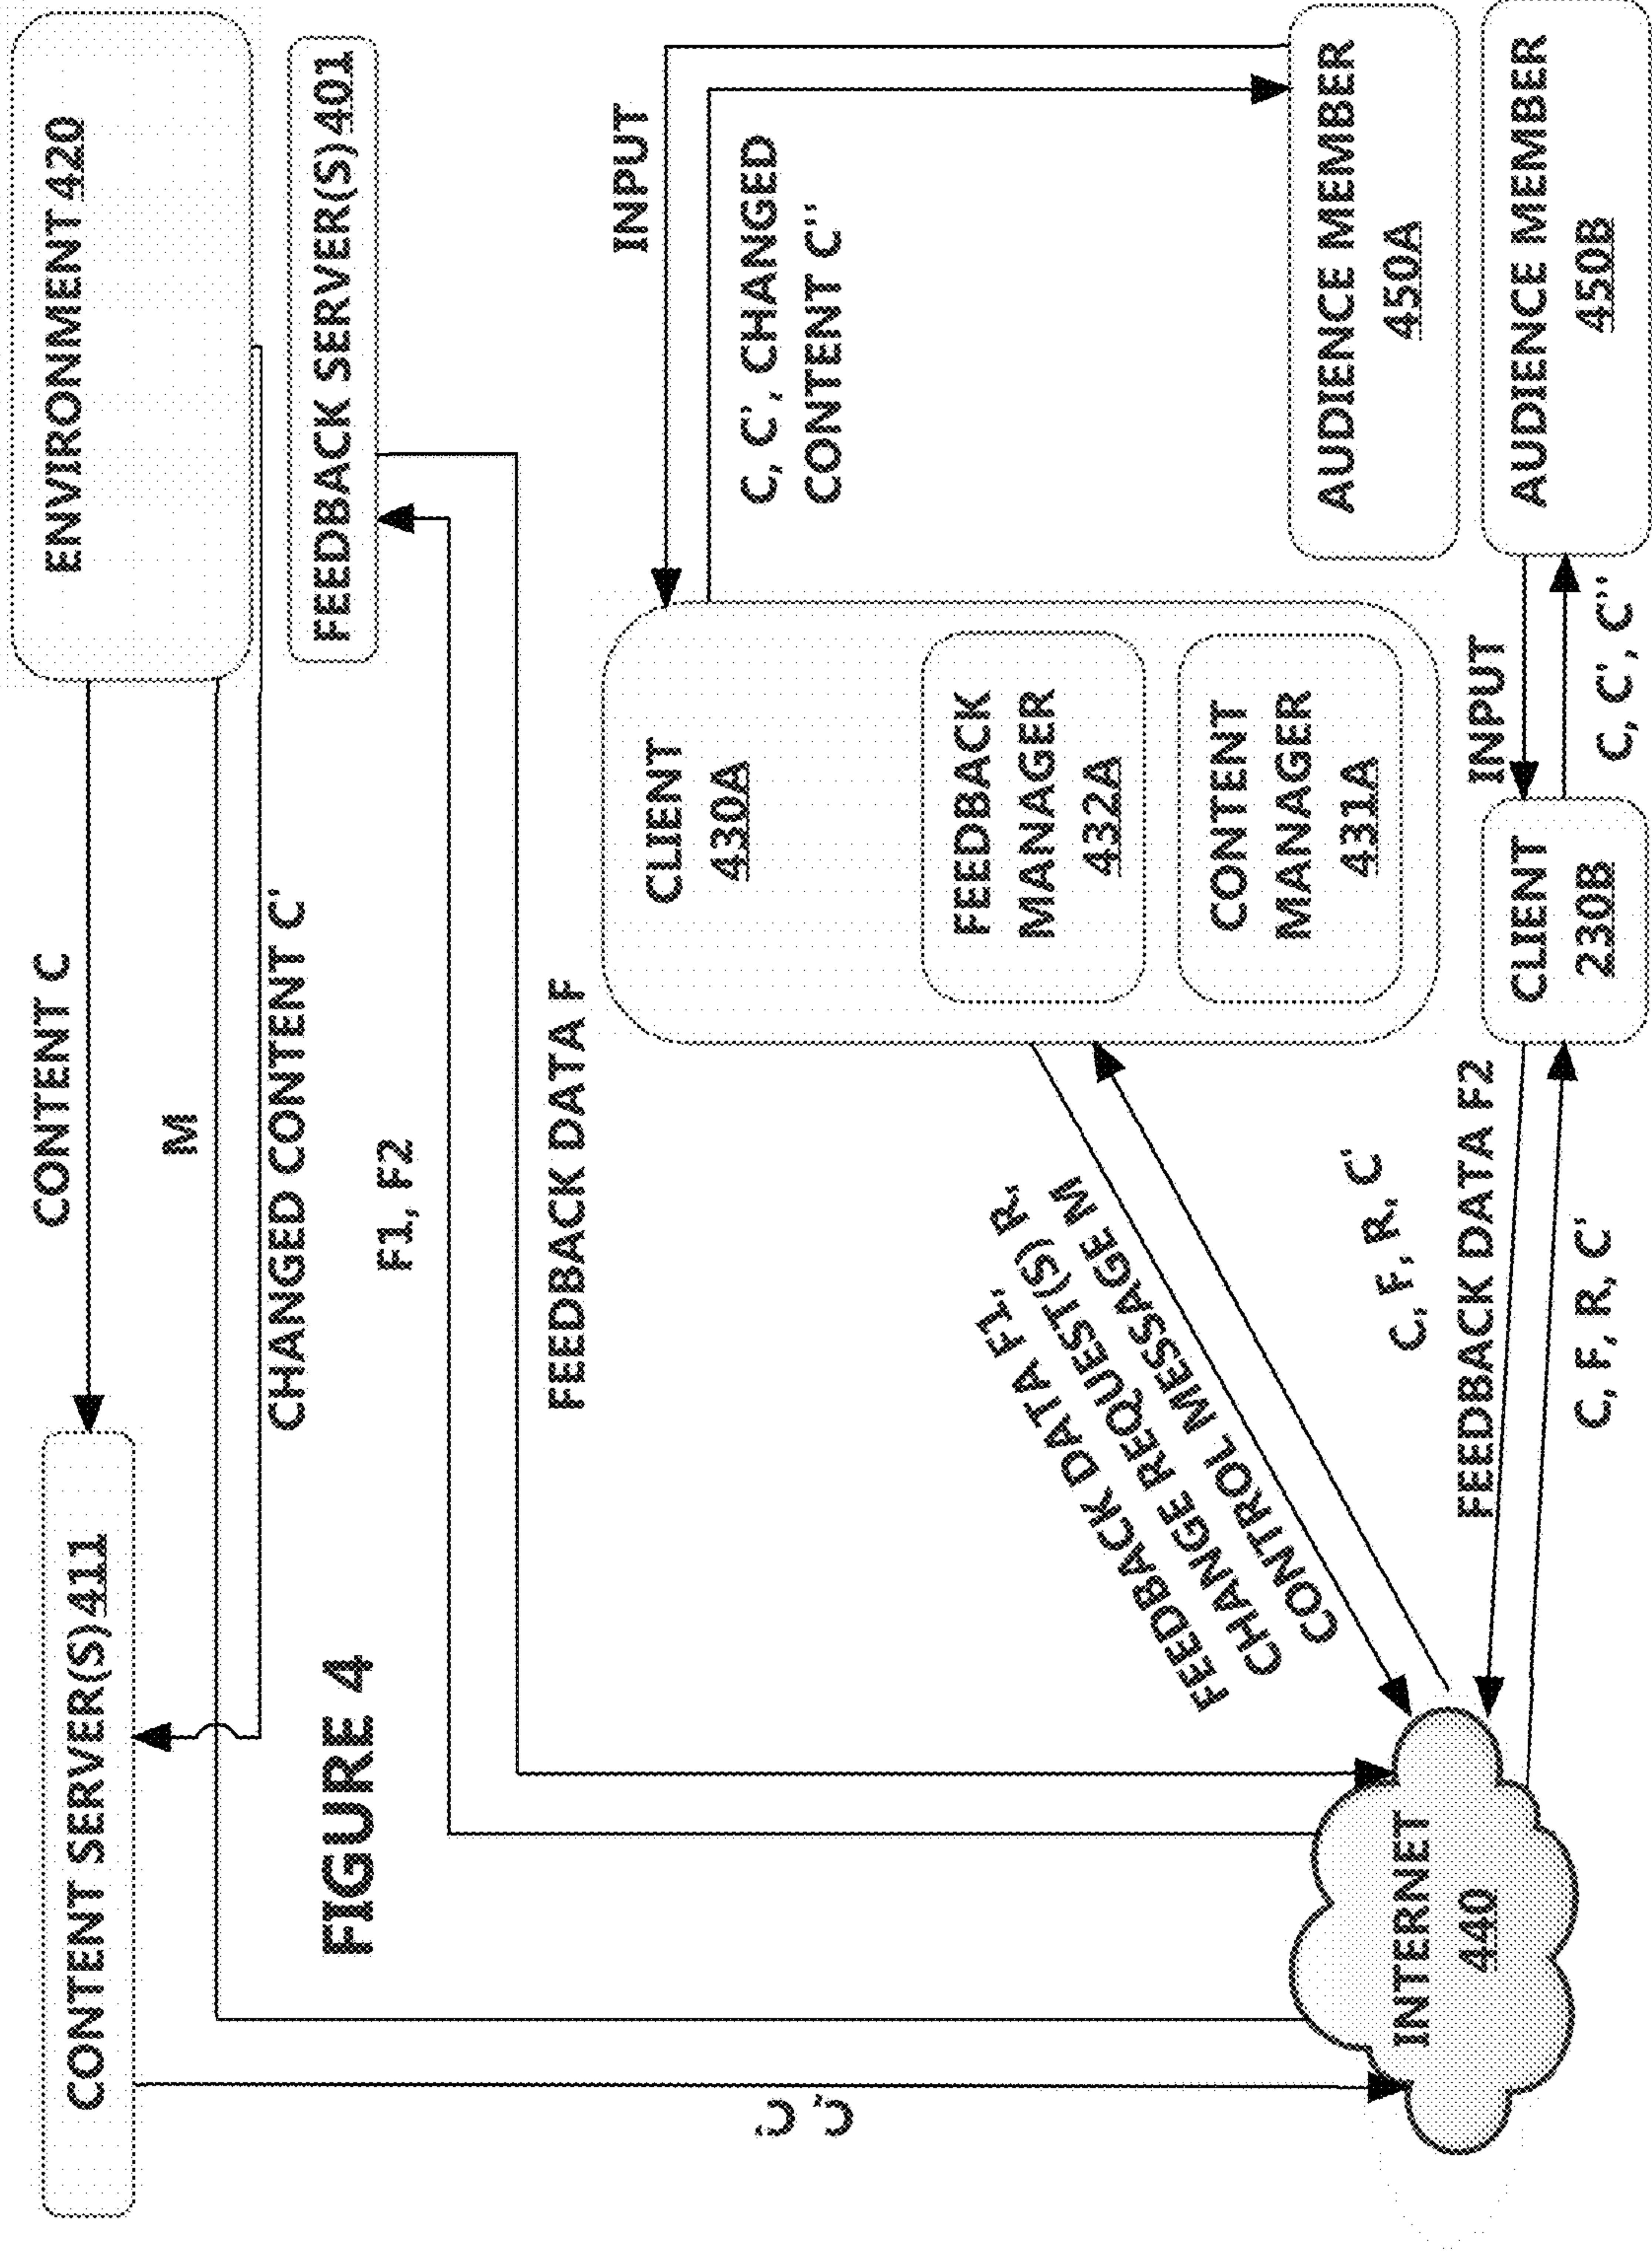 CONTENT SERVER(S) 411
CONTENT C
ENVIRONMENT 420
M
CHANGED CONTENT C'
FEEDBACK SERVER(S) 401
FIGURE 4
F1, F2
FEEDBACK DATA F
INPUT
C, C', CHANGED
CONTENT C''
C, C'
CLIENT
430A
FEEDBACK
MANAGER
432A
CONTENT
MANAGER
431A
FEEDBACK DATA F1,
CHANGE REQUEST(S) R,
CONTROL MESSAGE M
C, F, R, C'
AUDIENCE MEMBER
450A
INTERNET
440
FEEDBACK DATA F2
C, F, R, C'
CLIENT
230B
INPUT
C, C', C''
AUDIENCE MEMBER
450B